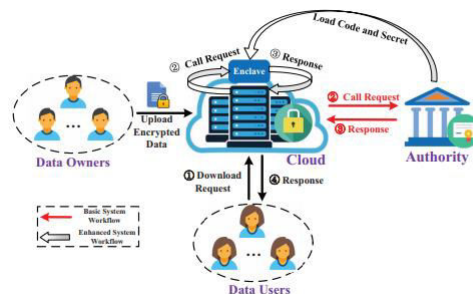 Load Code and Secret
② Call Request
③ Response
Enclave
② Call Request
③ Response
Upload
Encrypted
Data
Data Owners
Cloud
Authority
① Download
Request
④ Response
Basic System
Workflow
Enhanced System
Workflow
Data Users